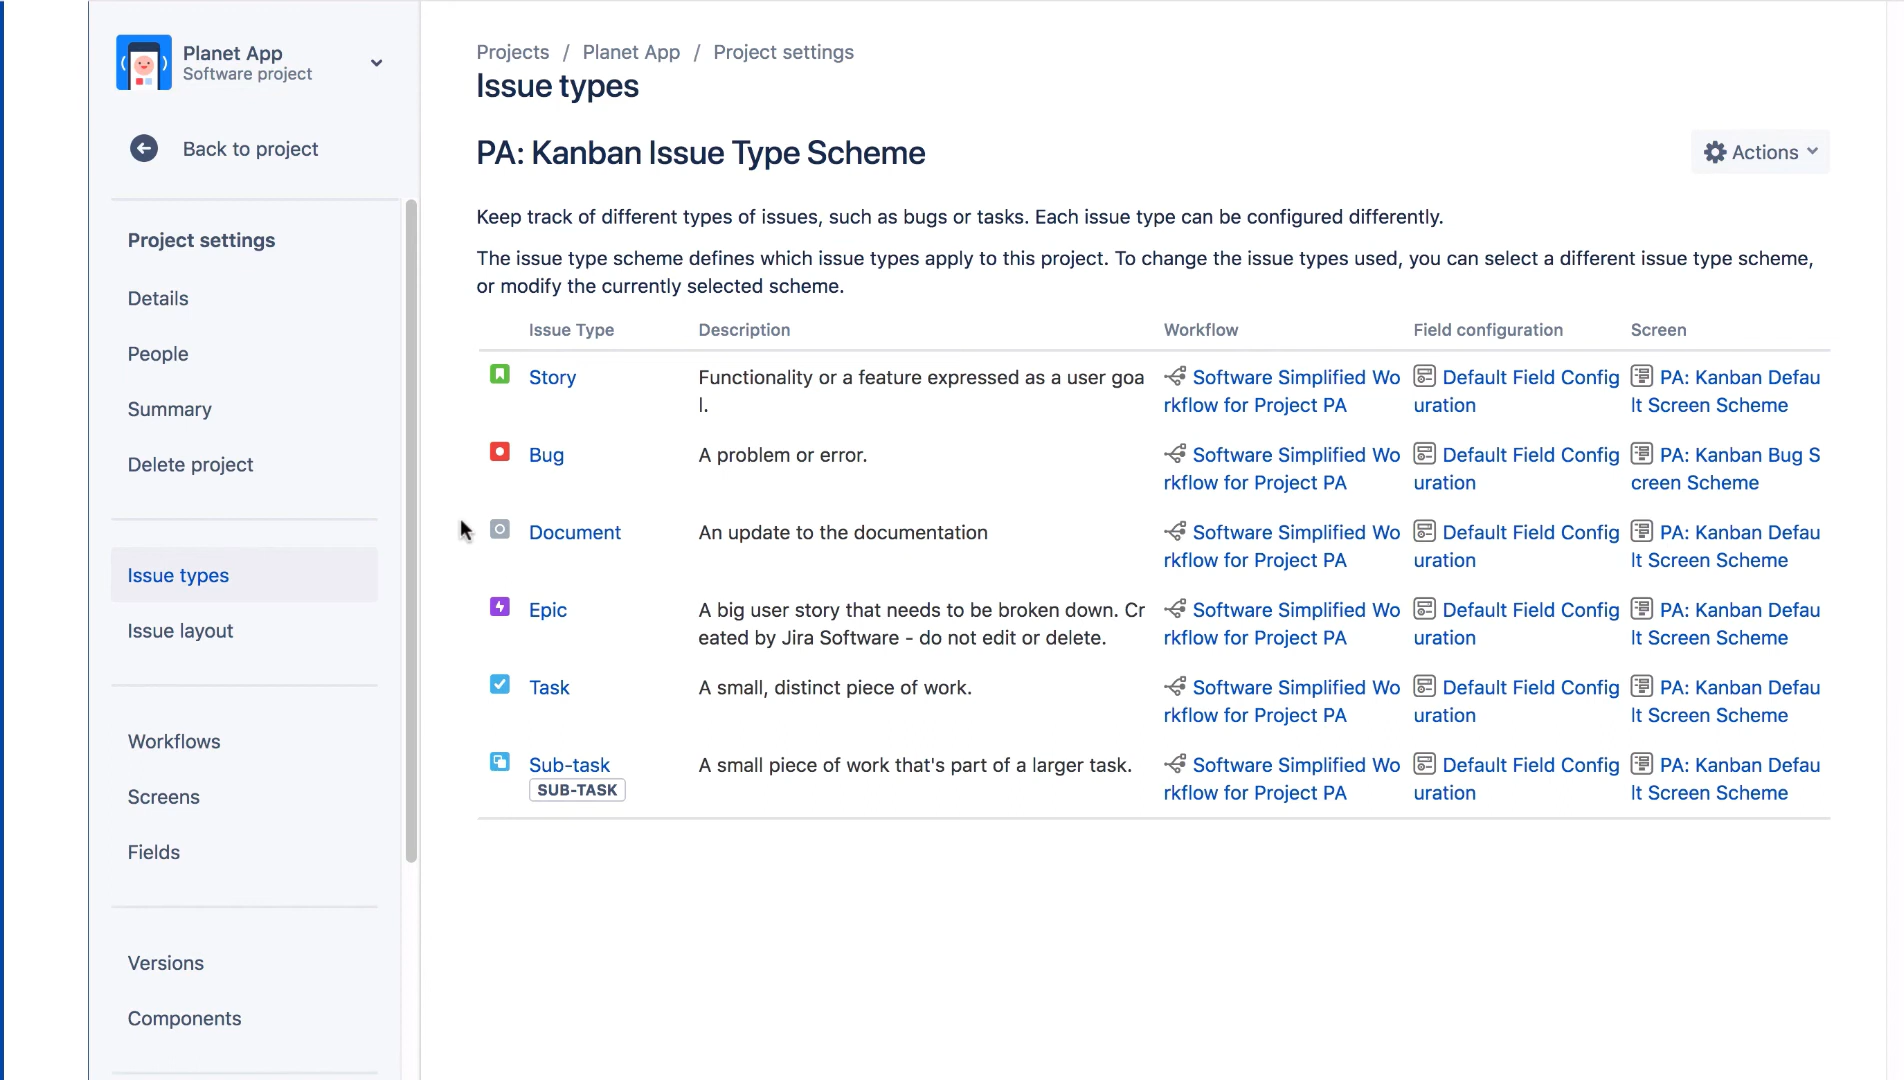 Planet App
Software project
Back to project
Project settings
Details
People
Summary
Delete project
Issue types
Issue layout
Workflows
Screens
Fields
Versions
Components
Projects / Planet App / Project settings
Issue types
PA: Kanban Issue Type Scheme
Actions
Keep track of different types of issues, such as bugs or tasks. Each issue type can be configured differently.
The issue type scheme defines which issue types apply to this project. To change the issue types used, you can select a different issue type scheme,
or modify the currently selected scheme.
Issue Type Description Workflow Field configuration Screen
Story Functionality or a feature expressed as a user goa Software Simplified Wo Default Field Config PA: Kanban Defau
l. rkflow for Project PA uration lt Screen Scheme
Bug A problem or error. Software Simplified Wo Default Field Config PA: Kanban Bug S
rkflow for Project PA uration creen Scheme
Document An update to the documentation Software Simplified Wo Default Field Config PA: Kanban Defau
rkflow for Project PA uration lt Screen Scheme
Epic A big user story that needs to be broken down. Cr Software Simplified Wo Default Field Config PA: Kanban Defau
eated by Jira Software - do not edit or delete. rkflow for Project PA uration lt Screen Scheme
Task A small, distinct piece of work. Software Simplified Wo Default Field Config PA: Kanban Defau
rkflow for Project PA uration lt Screen Scheme
Sub-task A small piece of work that's part of a larger task. Software Simplified Wo Default Field Config PA: Kanban Defau
SUB-TASK rkflow for Project PA uration lt Screen Scheme